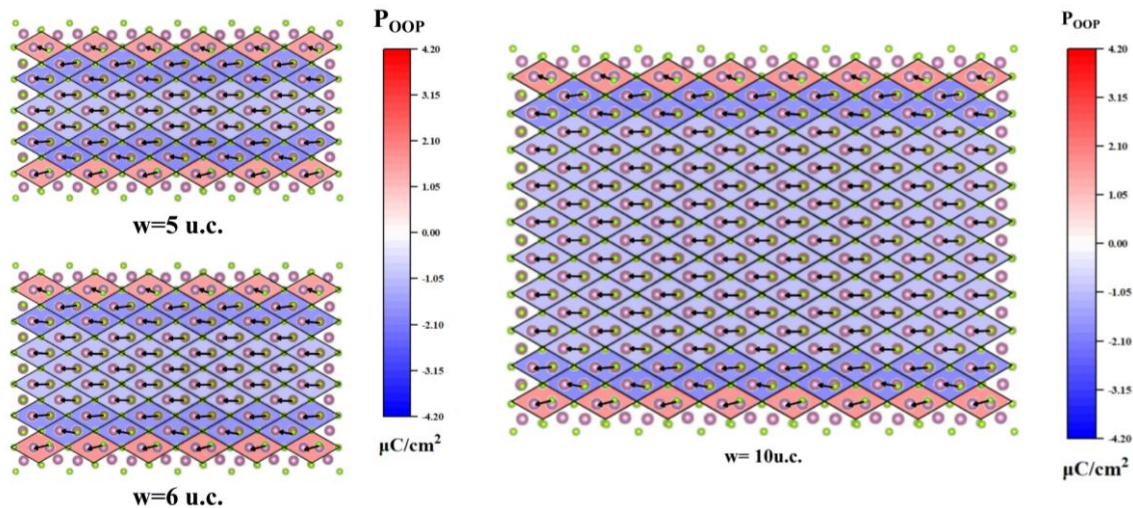 P_OOP
4.20
3.15
2.10
1.05
0.00
-1.05
-2.10
-3.15
-4.20
μC/cm²
w=5 u.c.
w=6 u.c.
P_OOP
4.20
3.15
2.10
1.05
0.00
-1.05
-2.10
-3.15
-4.20
μC/cm²
w= 10u.c.